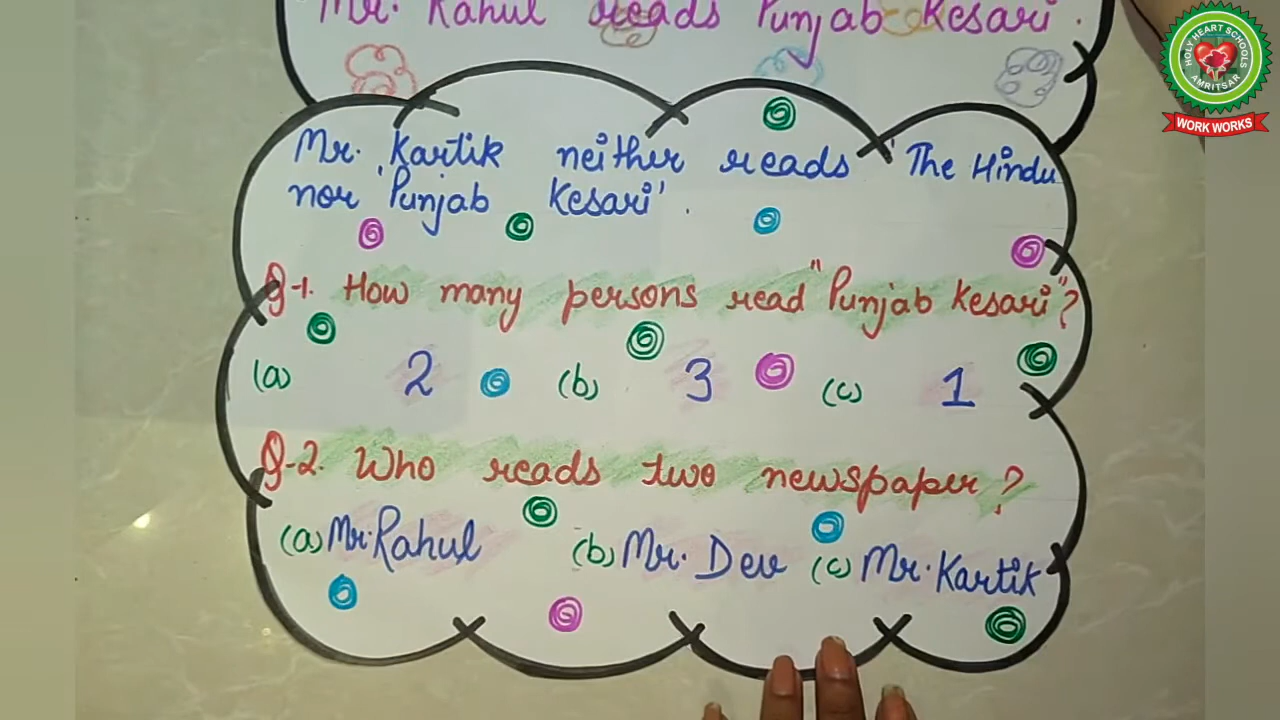 Mr. Rahul reads Punjab Kesari.
Mr. Kartik neither reads 'The Hindu
nor 'Punjab Kesari'.
Q-1. How many persons read "Punjab Kesari"?
(a) 2 (b) 3 (c) 1
Q-2. Who reads two newspaper?
(a) Mr. Rahul (b) Mr. Dev (c) Mr. Kartik
HOLY HEART SCHOOLS
AMRITSAR
WORK WORKS